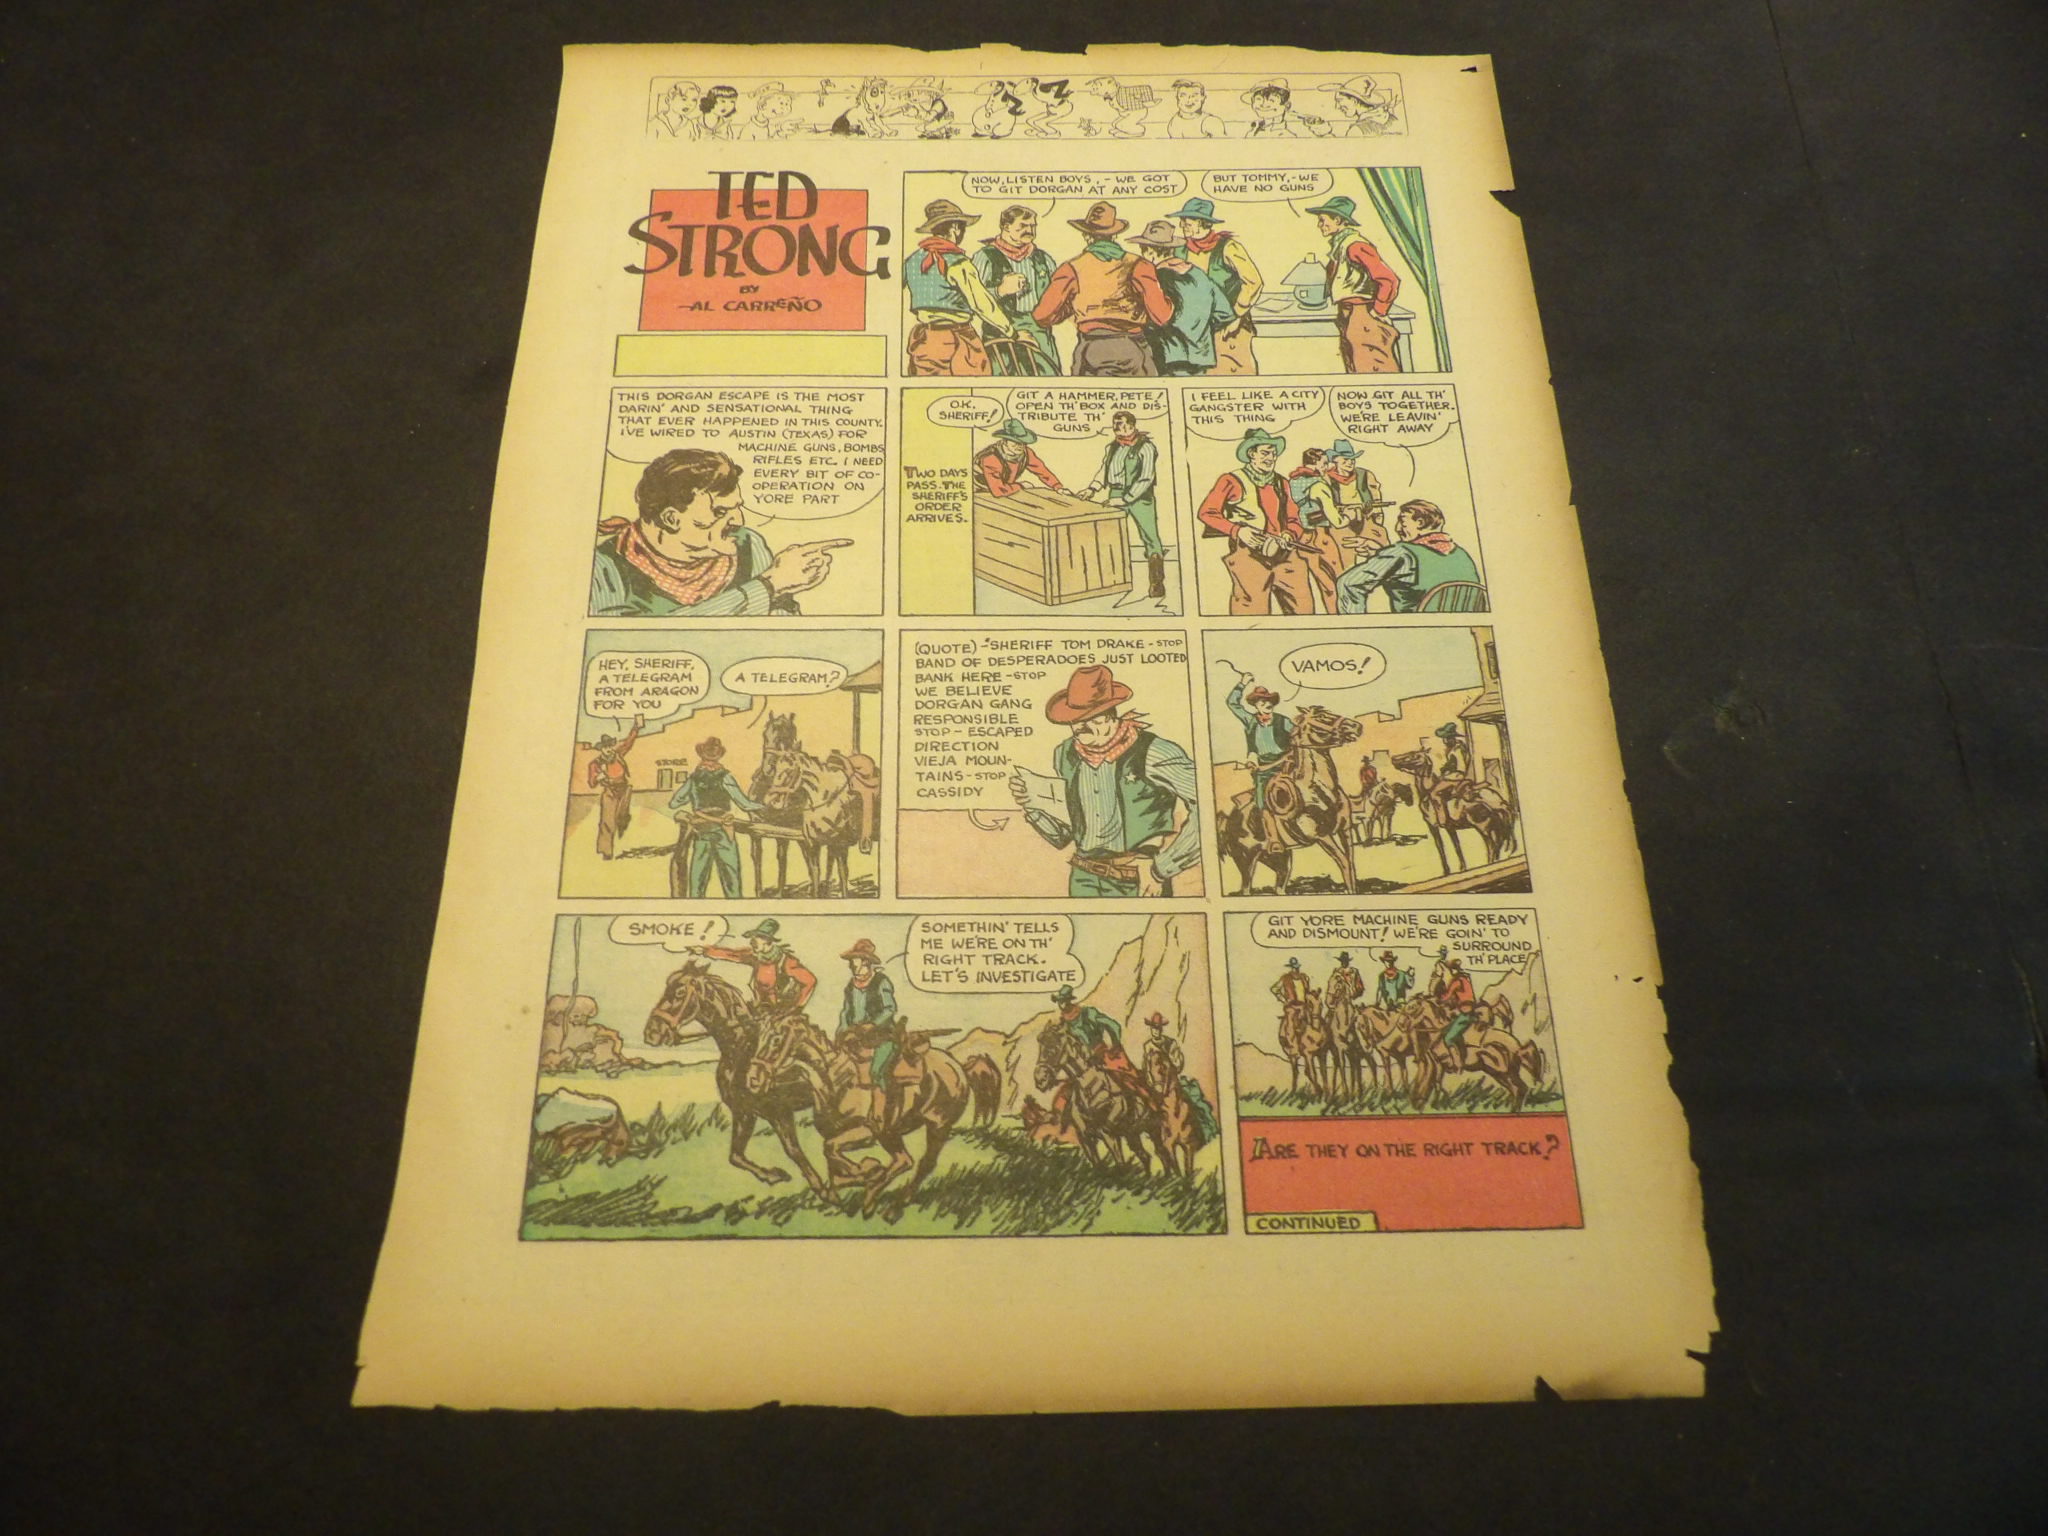 TED
STRONG
BY
AL CARREÑO
NOW, LISTEN BOYS, - WE GOT
TO GIT DORGAN AT ANY COST
BUT TOMMY, - WE
HAVE NO GUNS
THIS DORGAN ESCAPE IS THE MOST
DARIN' AND SENSATIONAL THING
THAT EVER HAPPENED IN THIS COUNTY.
I'VE WIRED TO AUSTIN (TEXAS) FOR
MACHINE GUNS, BOMBS
RIFLES ETC. I NEED
EVERY BIT OF CO-
OPERATION ON
YORE PART
TWO DAYS
PASS. THE
SHERIFF'S
ORDER
ARRIVES.
O.K.
SHERIFF!
GIT A HAMMER, PETE!
OPEN TH' BOX AND DIS-
TRIBUTE TH'
GUNS
I FEEL LIKE A CITY
GANGSTER WITH
THIS THING
NOW GIT ALL TH'
BOYS TOGETHER.
WE'RE LEAVIN'
RIGHT AWAY
HEY, SHERIFF,
A TELEGRAM
FROM ARAGON
FOR YOU
A TELEGRAM?
STORE
(QUOTE) - "SHERIFF TOM DRAKE - STOP
BAND OF DESPERADOES JUST LOOTED
BANK HERE - STOP
WE BELIEVE
DORGAN GANG
RESPONSIBLE
STOP - ESCAPED
DIRECTION
VIEJA MOUN-
TAINS - STOP
CASSIDY
VAMOS!
SMOKE!
SOMETHIN' TELLS
ME WE'RE ON TH'
RIGHT TRACK.
LET'S INVESTIGATE
GIT YORE MACHINE GUNS READY
AND DISMOUNT! WE'RE GOIN' TO
SURROUND
TH' PLACE
ARE THEY ON THE RIGHT TRACK?
CONTINUED